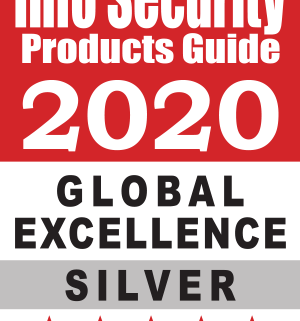 Info Security
Products Guide
2020
GLOBAL
EXCELLENCE
SILVER